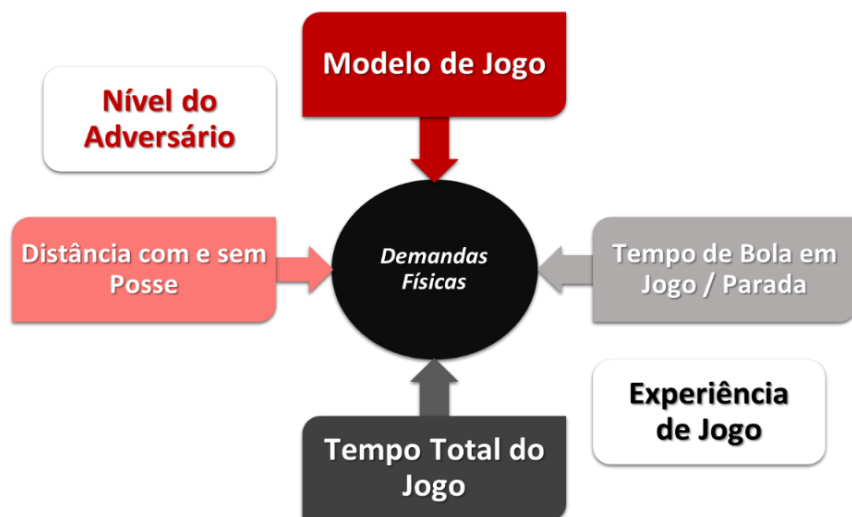 Modelo de Jogo
Nível do
Adversário
Distância com e sem
Posse
Demandas
Físicas
Tempo de Bola em
Jogo / Parada
Experiência
de Jogo
Tempo Total do
Jogo